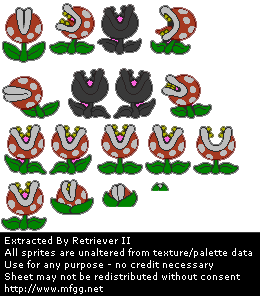 Extracted By Retriever II
All sprites are unaltered from texture/palette data
Use for any purpose - no credit necessary
Sheet may not be redistributed without consent
http://www.mfgg.net